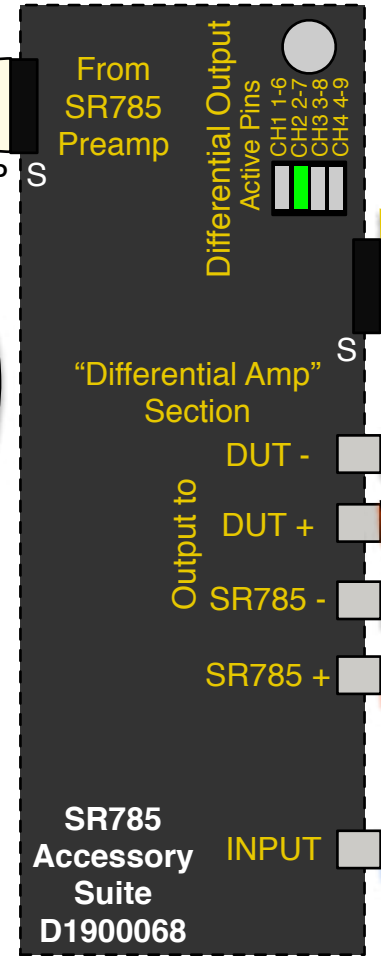 From
SR785
Preamp
S
Differential Output
Active Pins
CH1 1-6
CH2 2-7
CH3 3-8
CH4 4-9
S
“Differential Amp”
Section
Output to
DUT -
DUT +
SR785 -
SR785 +
INPUT
SR785
Accessory
Suite
D1900068